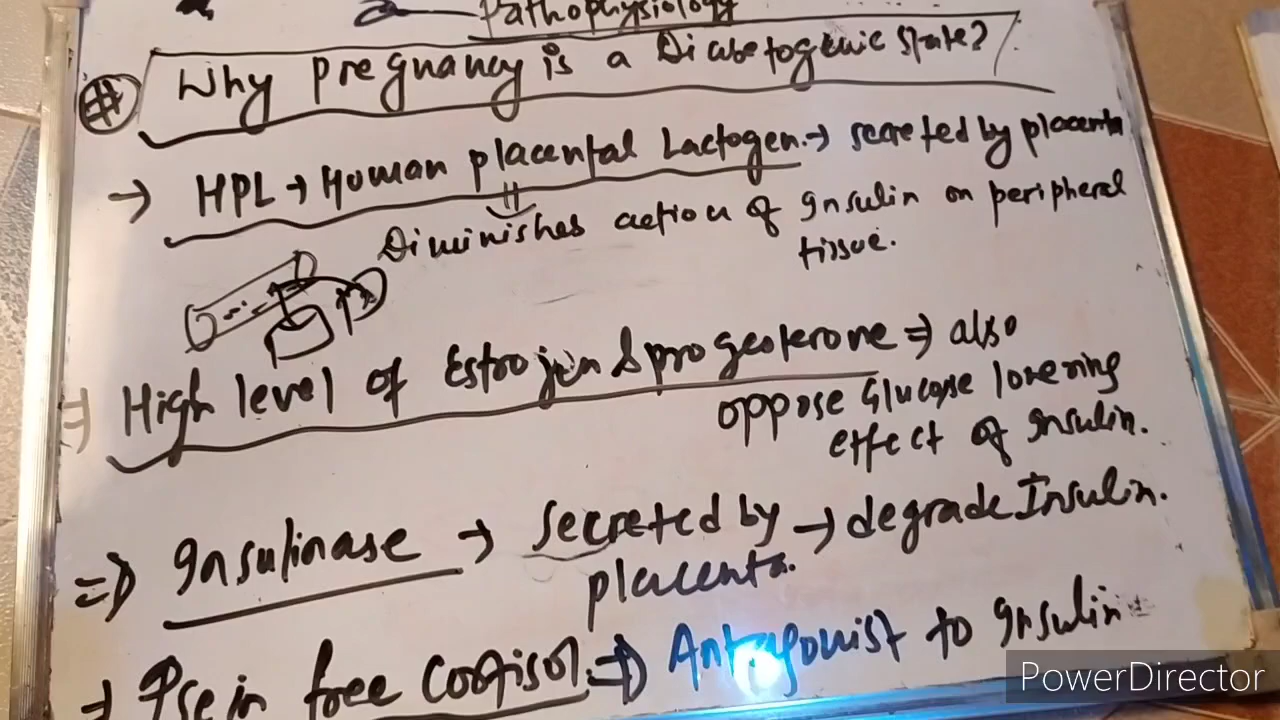 Pathophysiology
# Why pregnancy is a Diabetogenic state?
→ HPL → Human placental Lactogen. → secreted by placenta
Diminishes action of Insulin on peripheral
tissue.
⇒ High level of Estrojen & progesterone ⇒ also
oppose Glucose lowering
effect of Insulin.
⇒ Insulinase → secreted by → degrade Insulin.
placenta.
→ ↑se in free cortisol ⇒ Antagonist to Insulin
PowerDirector